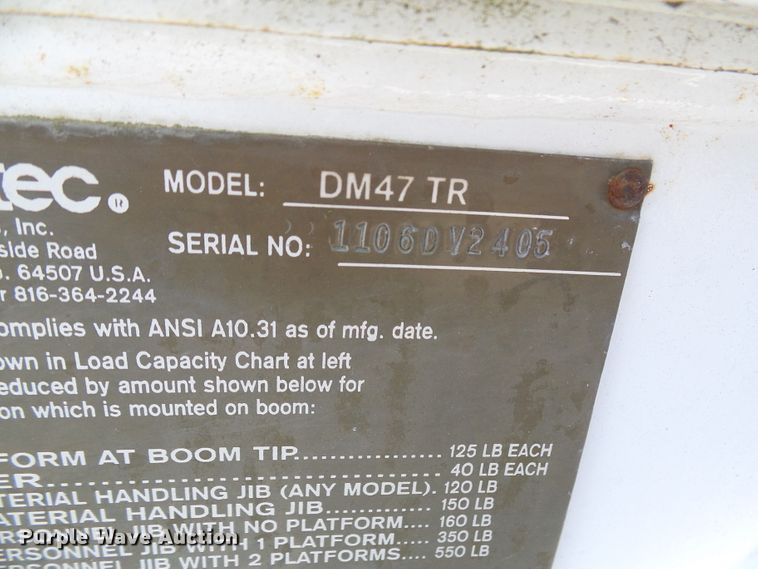 tec®
MODEL: DM47 TR
, Inc.
SERIAL NO: 1106DV2405
side Road
64507 U.S.A.
816-364-2244
omplies with ANSI A10.31 as of mfg. date.
own in Load Capacity Chart at left
educed by amount shown below for
on which is mounted on boom:
FORM AT BOOM TIP................. 125 LB EACH
ER.......................................... 40 LB EACH
ATERIAL HANDLING JIB (ANY MODEL). 120 LB
ATERIAL HANDLING JIB............... 150 LB
PERSONNEL JIB WITH NO PLATFORM.... 160 LB
PERSONNEL JIB WITH 1 PLATFORM.... 350 LB
PERSONNEL JIB WITH 2 PLATFORMS... 550 LB
Purple Wave Auction